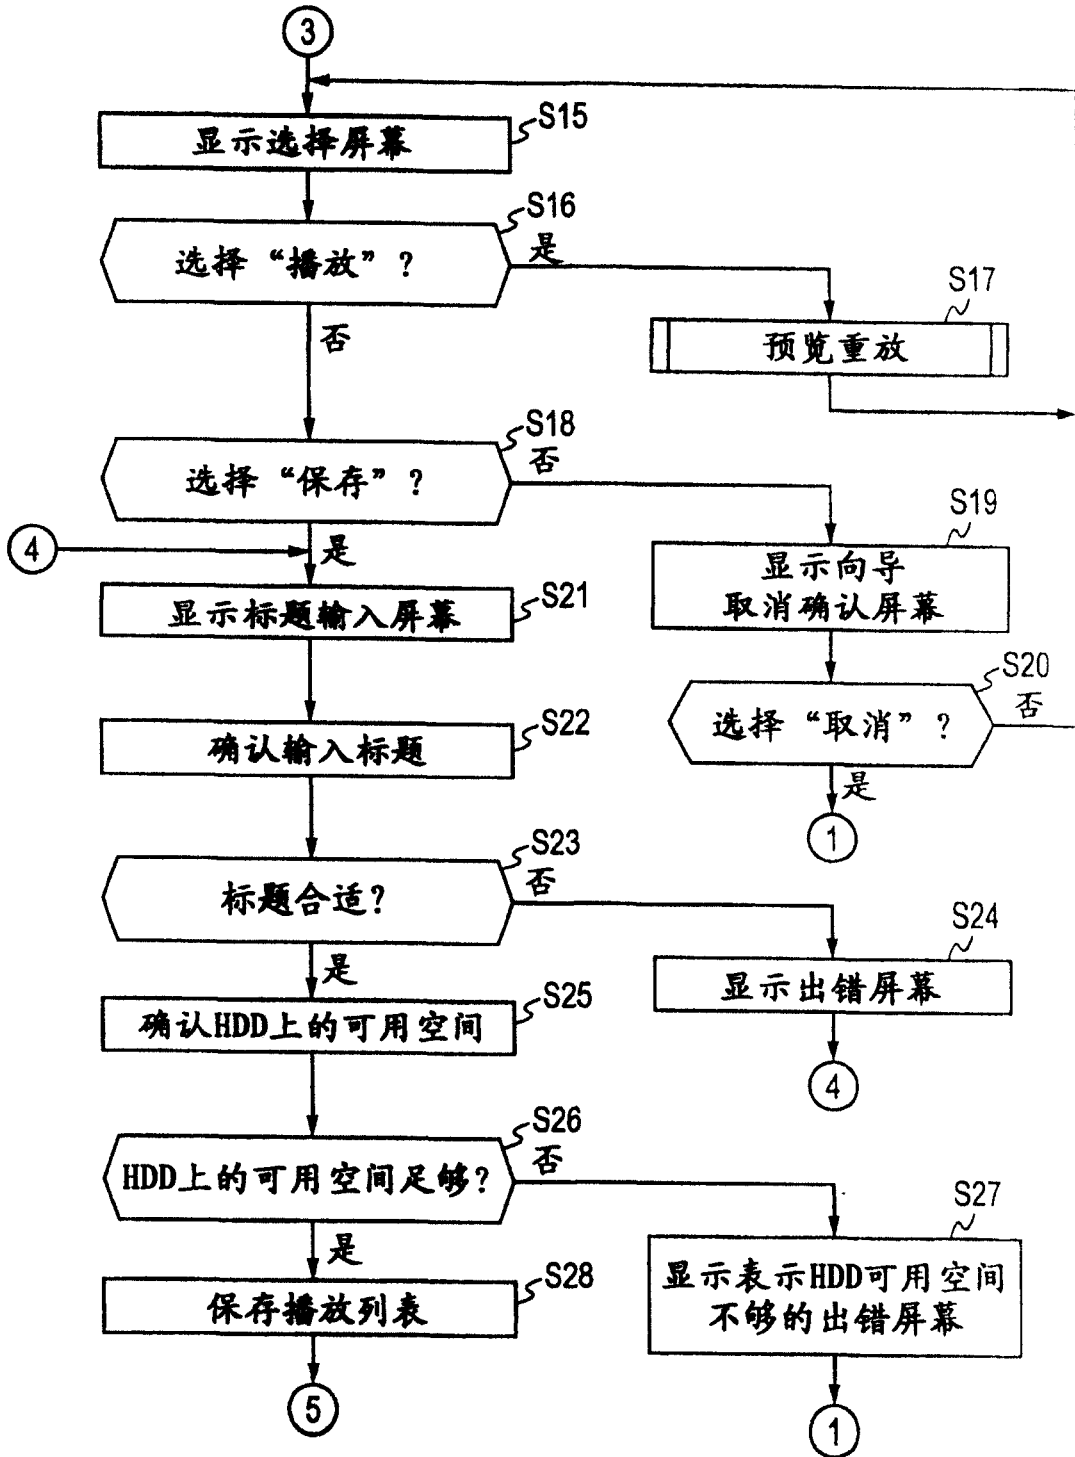 3
显示选择屏幕
S15
选择“播放”？
S16
是
否
S17
预览重放
选择“保存”？
S18
否
是
4
S19
显示向导
取消确认屏幕
显示标题输入屏幕
S21
S20
选择“取消”？
否
是
1
确认输入标题
S22
标题合适？
S23
否
是
S24
显示出错屏幕
4
确认HDD上的可用空间
S25
HDD上的可用空间足够？
S26
否
是
S27
显示表示HDD可用空间
不够的出错屏幕
1
保存播放列表
S28
5